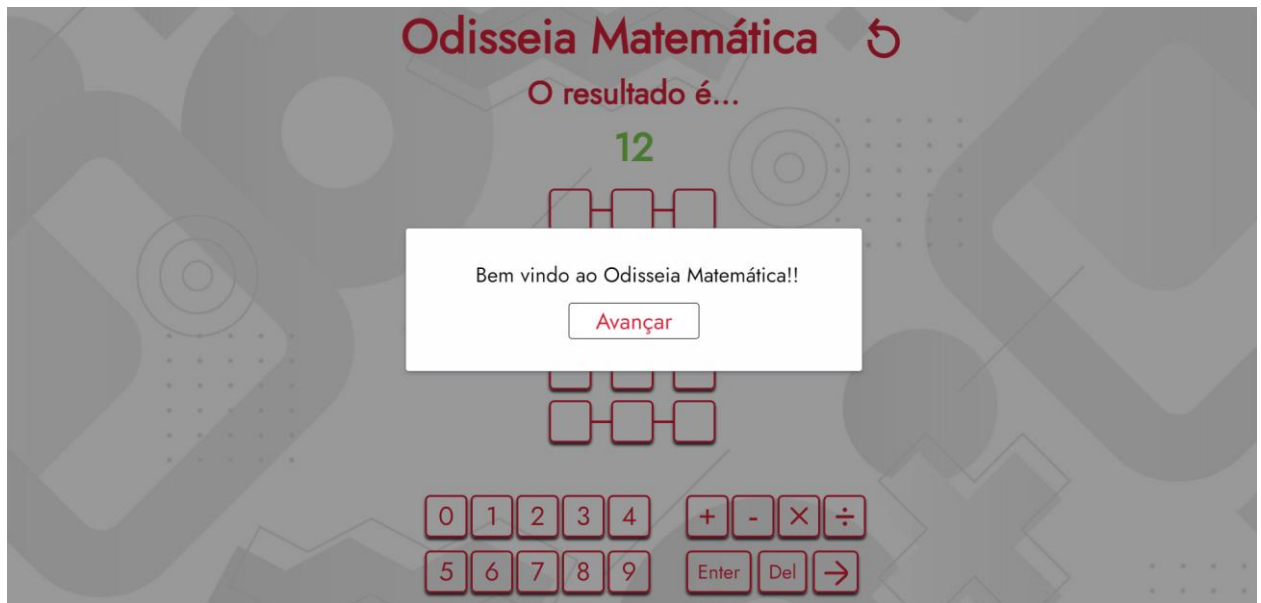 Odisseia Matemática
O resultado é...
12
Bem vindo ao Odisseia Matemática!!
Avançar
0 1 2 3 4 + - × ÷
5 6 7 8 9 Enter Del →